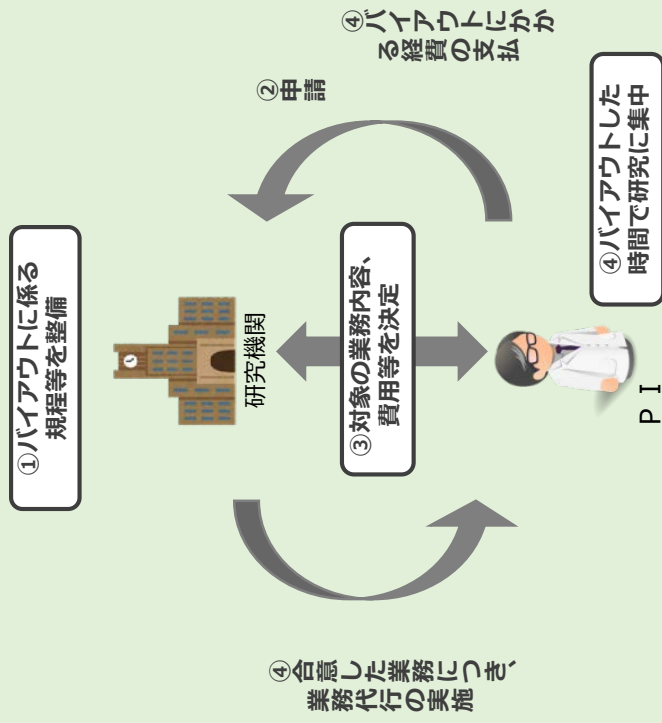 ①バイアウトに係る
規程等を整備
②申請
④バイアウトにかか
る経費の支払
研究機関
③対象の業務内容、
費用等を決定
④合意した業務につき、
業務代行の実施
④バイアウトした
時間で研究に集中
ＰＩ